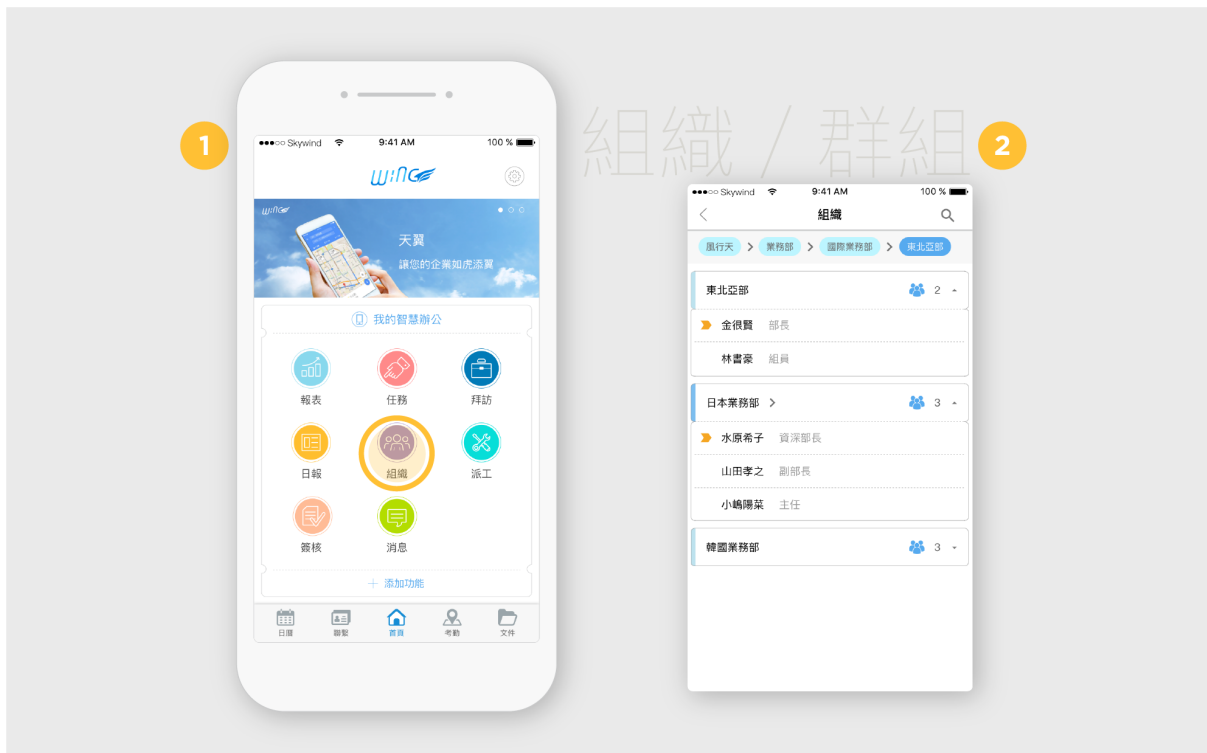 組織 / 群組
1
2
Skywind 9:41 AM 100 %
WING
WING
天翼
讓您的企業如虎添翼
我的智慧辦公
報表 任務 拜訪
日報 組織 派工
簽核 消息
＋ 添加功能
日曆 聯繫 首頁 考勤 文件
Skywind 9:41 AM 100 %
組織
風行天 > 業務部 > 國際業務部 > 東北亞部
東北亞部 2
金很賢 部長
林書豪 組員
日本業務部 > 3
水原希子 資深部長
山田孝之 副部長
小嶋陽菜 主任
韓國業務部 3